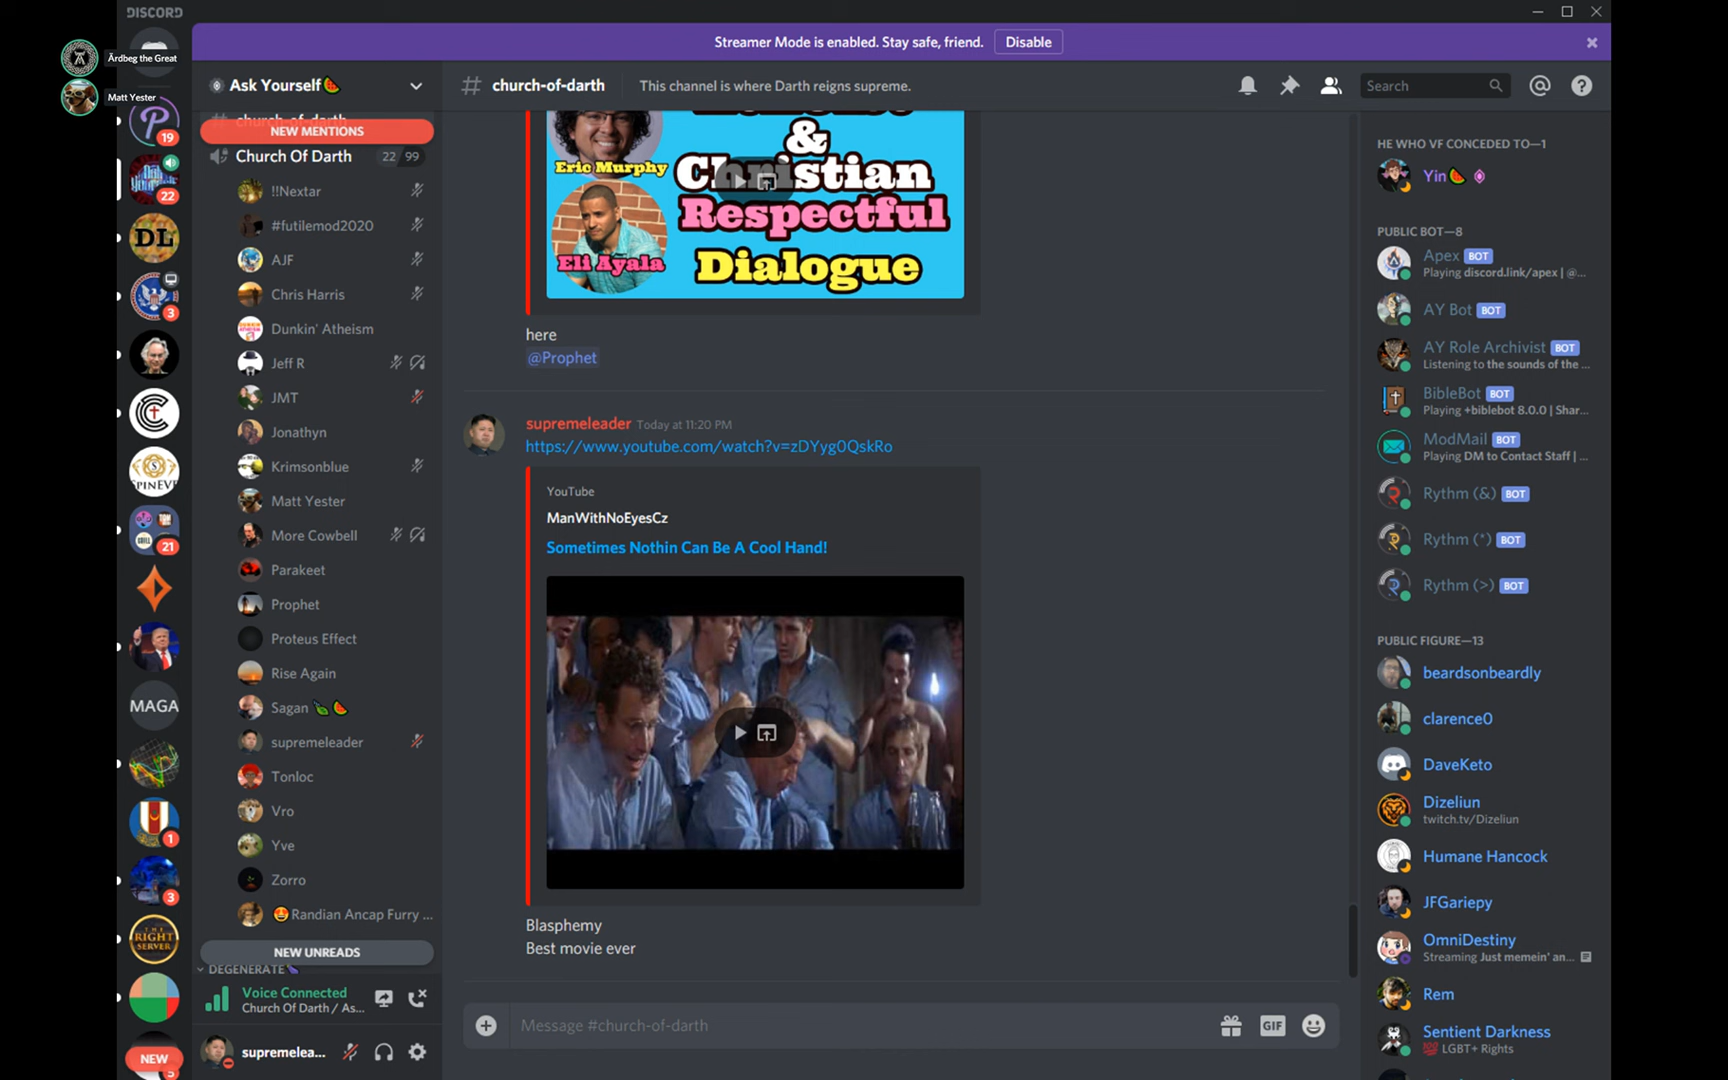 DISCORD
Streamer Mode is enabled. Stay safe, friend.
Disable
Ärdbeg the Great
Matt Yester
Ask Yourself🍉
church-of-darth
This channel is where Darth reigns supreme.
Search
NEW MENTIONS
Church Of Darth
22 / 99
!!Nextar
#futilemod2020
AJF
Chris Harris
Dunkin' Atheism
Jeff R
JMT
Jonathyn
Krimsonblue
Matt Yester
More Cowbell
Parakeet
Prophet
Proteus Effect
Rise Again
Sagan
supremeleader
Tonloc
Vro
Yve
Zorro
🤩Randian Ancap Furry ...
NEW UNREADS
DEGENERATE
Voice Connected
Church Of Darth / As...
supremelea...
P
19
22
DL
3
SPINEVE
21
MAGA
1
3
THE RIGHT SERVER
NEW
5
&
Eric Murphy
Christian
Respectful
Eli Ayala
Dialogue
here
@Prophet
supremeleader Today at 11:20 PM
https://www.youtube.com/watch?v=zDYyg0QskRo
YouTube
ManWithNoEyesCz
Sometimes Nothin Can Be A Cool Hand!
Blasphemy
Best movie ever
Message #church-of-darth
GIF
HE WHO VF CONCEDED TO—1
Yin🍉
PUBLIC BOT—8
Apex BOT
Playing discord.link/apex | @...
AY Bot BOT
AY Role Archivist BOT
Listening to the sounds of the ...
BibleBot BOT
Playing +biblebot 8.0.0 | Shar...
ModMail BOT
Playing DM to Contact Staff | ...
Rythm (&) BOT
Rythm (*) BOT
Rythm (>) BOT
PUBLIC FIGURE—13
beardsonbeardly
clarence0
DaveKeto
Dizeliun
twitch.tv/Dizeliun
Humane Hancock
JFGariepy
OmniDestiny
Streaming Just memein' an...
Rem
Sentient Darkness
💯 LGBT+ Rights